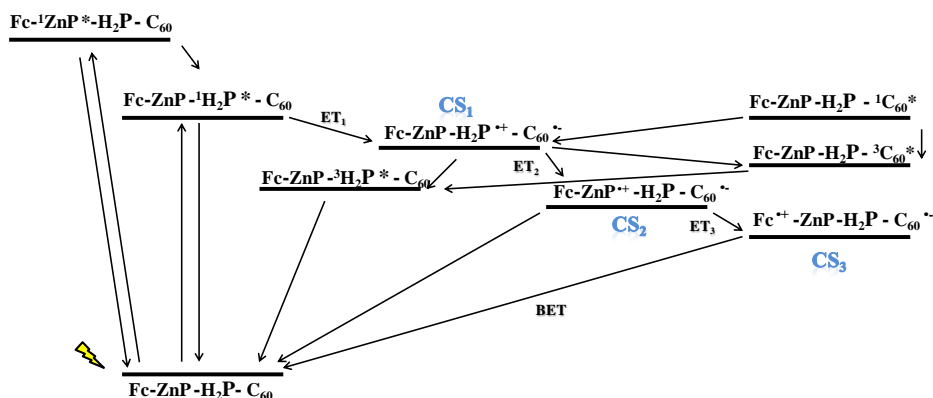 Fc-¹ZnP*-H₂P- C₆₀
Fc-ZnP-¹H₂P* - C₆₀
CS₁
Fc-ZnP-H₂P - ¹C₆₀*
ET₁
Fc-ZnP-H₂P•⁺- C₆₀•⁻
Fc-ZnP-H₂P- ³C₆₀*
ET₂
Fc-ZnP-³H₂P* - C₆₀
Fc-ZnP•⁺-H₂P- C₆₀•⁻
CS₂
ET₃
Fc•⁺ -ZnP-H₂P- C₆₀•⁻
CS₃
BET
Fc-ZnP-H₂P- C₆₀